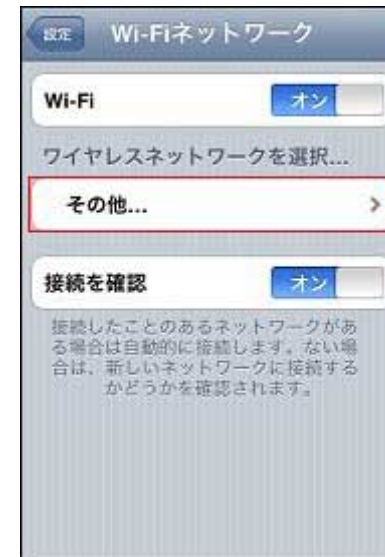 設定
Wi-Fiネットワーク
Wi-Fi
オン
ワイヤレスネットワークを選択...
その他...
接続を確認
オン
接続したことのあるネットワークがあ
る場合は自動的に接続します。ない場
合は、新しいネットワークに接続する
かどうかを確認されます。